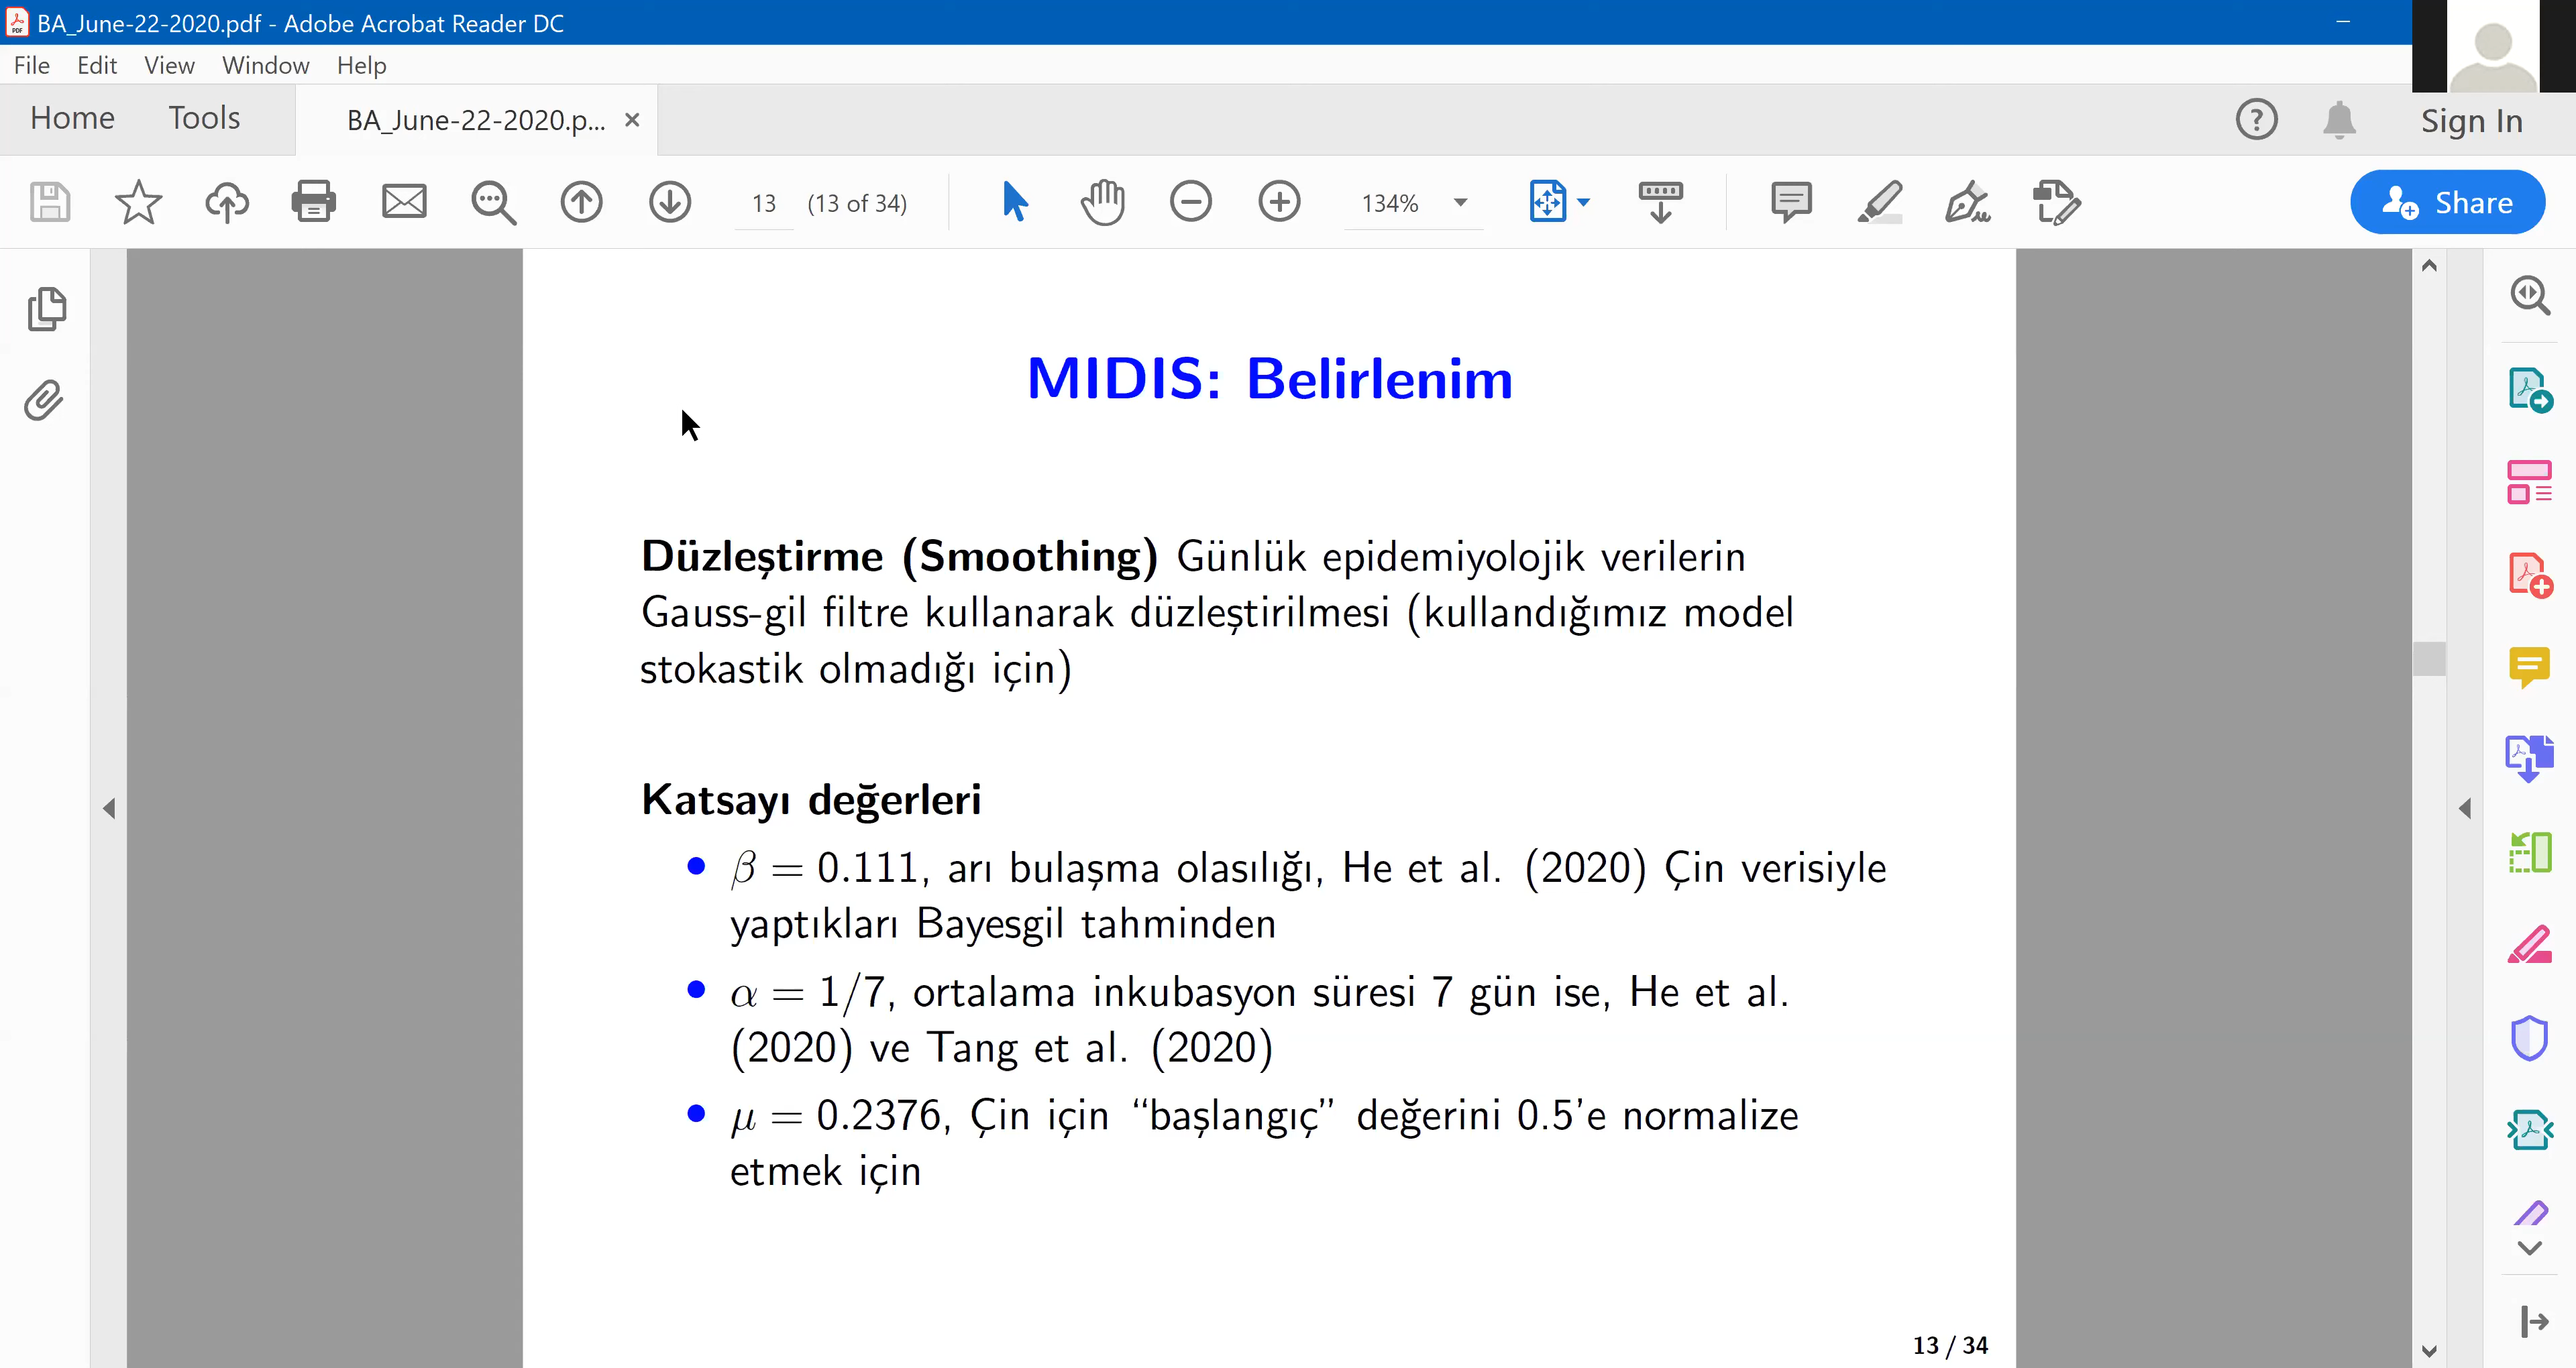 BA_June-22-2020.pdf - Adobe Acrobat Reader DC
File Edit View Window Help
Home Tools BA_June-22-2020.p... × Sign In
13 (13 of 34) 134% Share
MIDIS: Belirlenim
Düzleştirme (Smoothing) Günlük epidemiyolojik verilerin
Gauss-gil filtre kullanarak düzleştirilmesi (kullandığımız model
stokastik olmadığı için)
Katsayı değerleri
• β = 0.111, arı bulaşma olasılığı, He et al. (2020) Çin verisiyle
yaptıkları Bayesgil tahminden
• α = 1/7, ortalama inkubasyon süresi 7 gün ise, He et al.
(2020) ve Tang et al. (2020)
• μ = 0.2376, Çin için “başlangıç” değerini 0.5’e normalize
etmek için
13 / 34